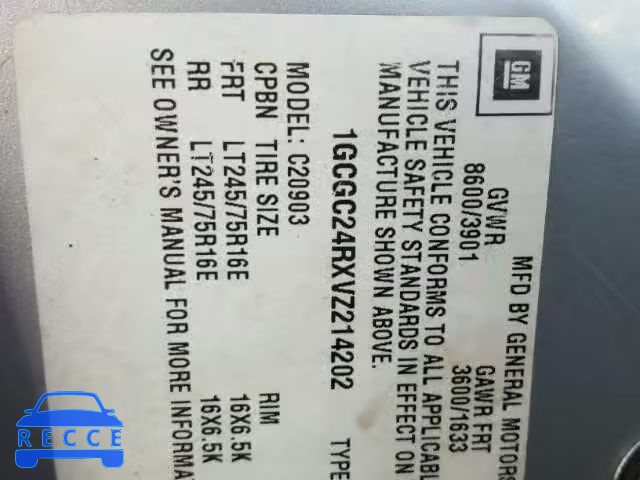 GM
MFD BY GENERAL MOTORS
GVWR GAWR FRT
8600/3901 3600/1633
THIS VEHICLE CONFORMS TO ALL APPLICABL
VEHICLE SAFETY STANDARDS IN EFFECT ON
MANUFACTURE SHOWN ABOVE.
1GCGC24RXVZ214202 TYPE
MODEL: C20903
CPBN TIRE SIZE RIM
FRT LT245/75R16E 16X6.5K
RR LT245/75R16E 16X6.5K
SEE OWNER'S MANUAL FOR MORE INFORMA
SEE EXACT